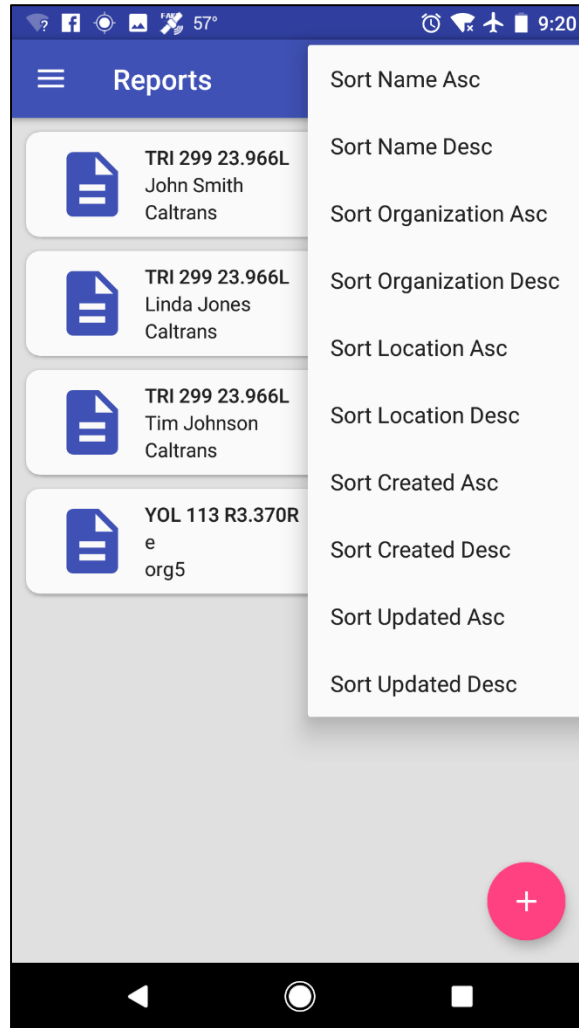 57°
9:20
Reports
TRI 299 23.966L
John Smith
Caltrans
TRI 299 23.966L
Linda Jones
Caltrans
TRI 299 23.966L
Tim Johnson
Caltrans
YOL 113 R3.370R
e
org5
Sort Name Asc
Sort Name Desc
Sort Organization Asc
Sort Organization Desc
Sort Location Asc
Sort Location Desc
Sort Created Asc
Sort Created Desc
Sort Updated Asc
Sort Updated Desc